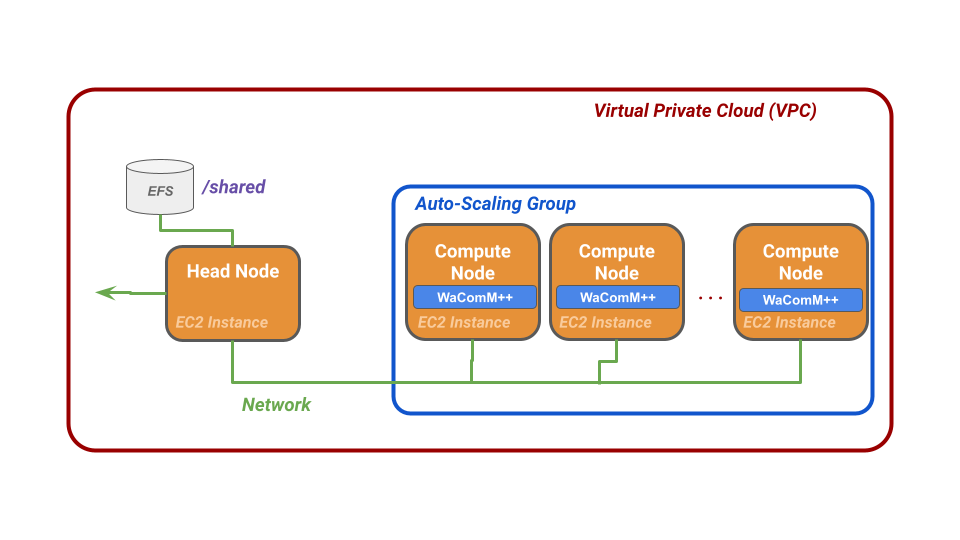 Virtual Private Cloud (VPC)
EFS
/shared
Auto-Scaling Group
Head Node
EC2 Instance
Compute
Node
WaComM++
EC2 Instance
Compute
Node
WaComM++
EC2 Instance
...
Compute
Node
WaComM++
EC2 Instance
Network